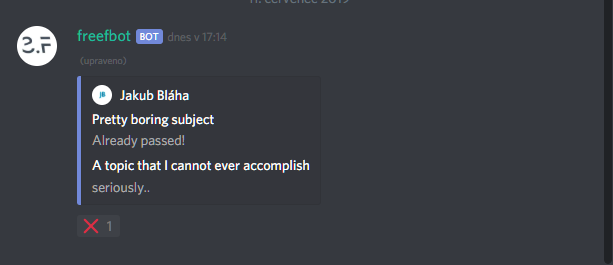 11. červenec 2019
freefbot BOT dnes v 17:14
(upraveno)
Jakub Bláha
Pretty boring subject
Already passed!
A topic that I cannot ever accomplish
seriously..
1